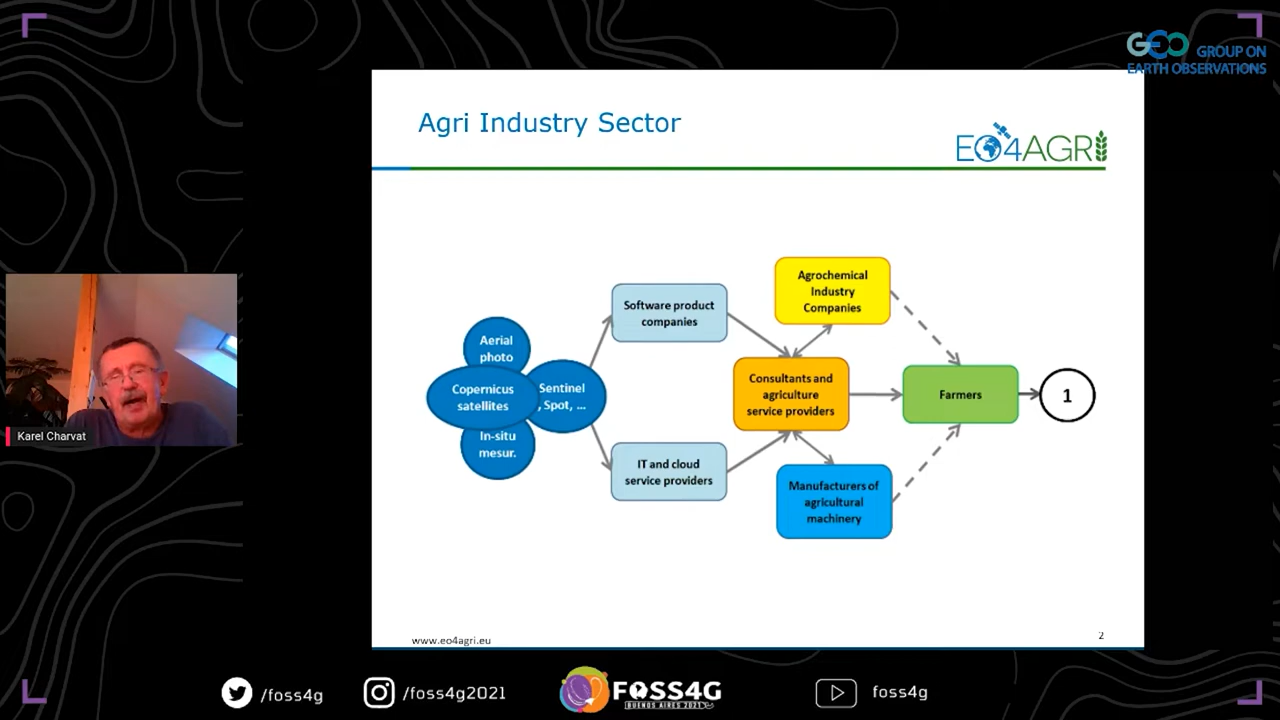 GEO GROUP ON
EARTH OBSERVATIONS
Agri Industry Sector
EO4AGRI
Aerial
photo
Copernicus
satellites
Sentinel
, Spot, ...
In-situ
mesur.
Software product
companies
IT and cloud
service providers
Agrochemical
Industry
Companies
Consultants and
agriculture
service providers
Manufacturers of
agricultural
machinery
Farmers
1
Karel Charvat
www.eo4agri.eu
2
/foss4g
/foss4g2021
FOSS4G
BUENOS AIRES 2021
foss4g